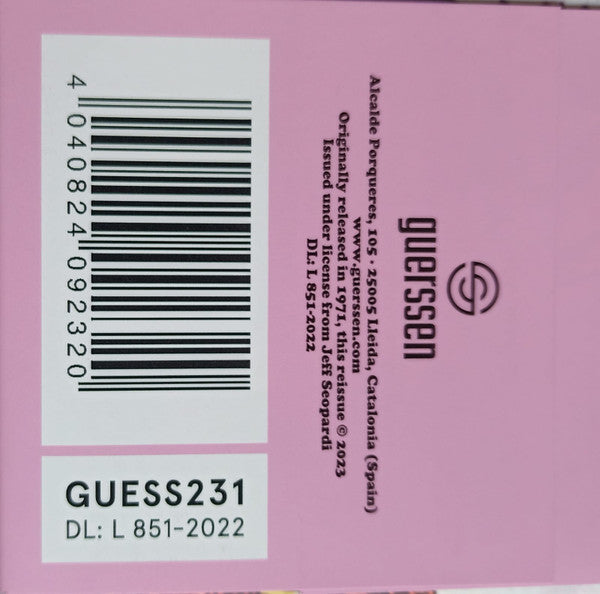 guerssen
Alcalde Porqueres, 105 · 25005 Lleida, Catalonia (Spain)
www.guerssen.com
Originally released in 1971, this reissue © 2023
Issued under license from Jeff Scopardi
DL: L 851-2022
4 040824 092320
GUESS231
DL: L 851-2022